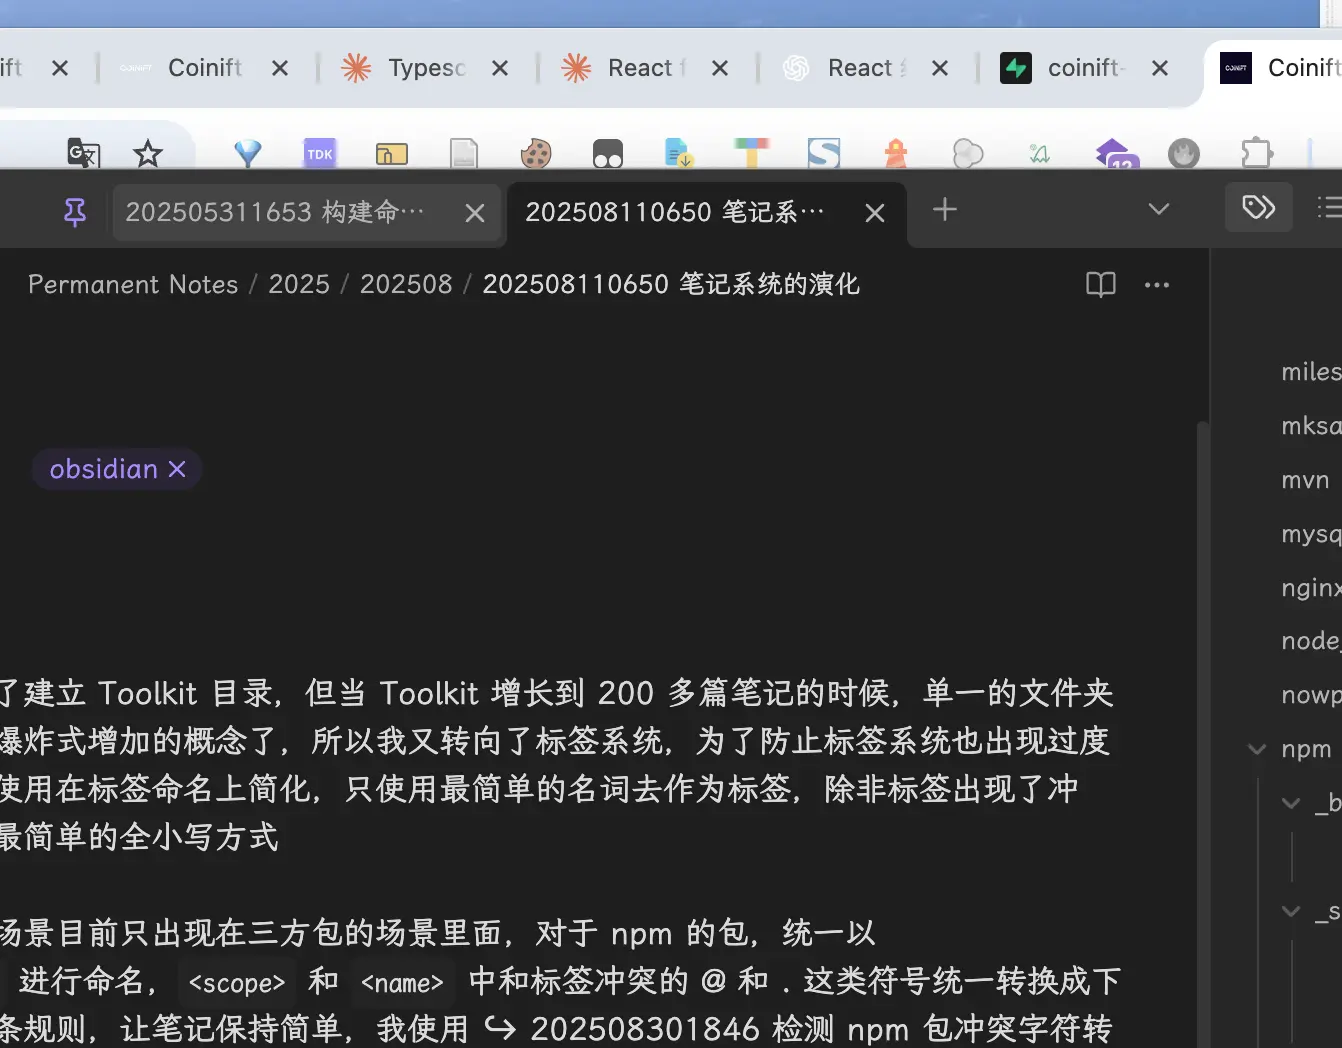 ift
Coinift
Typesc
React f
React
coinift-
Coinift
TDK
12
202505311653 构建命…
202508110650 笔记系…
Permanent Notes / 2025 / 202508 / 202508110650 笔记系统的演化
miles
mksa
mvn
mysq
nginx
node_
nowp
npm
_b
_s
obsidian
了建立 Toolkit 目录，但当 Toolkit 增长到 200 多篇笔记的时候，单一的文件夹
爆炸式增加的概念了，所以我又转向了标签系统，为了防止标签系统也出现过度
使用在标签命名上简化，只使用最简单的名词去作为标签，除非标签出现了冲
最简单的全小写方式
场景目前只出现在三方包的场景里面，对于 npm 的包，统一以
进行命名， <scope> 和 <name> 中和标签冲突的 @ 和 . 这类符号统一转换成下
条规则，让笔记保持简单，我使用 ↪ 202508301846 检测 npm 包冲突字符转